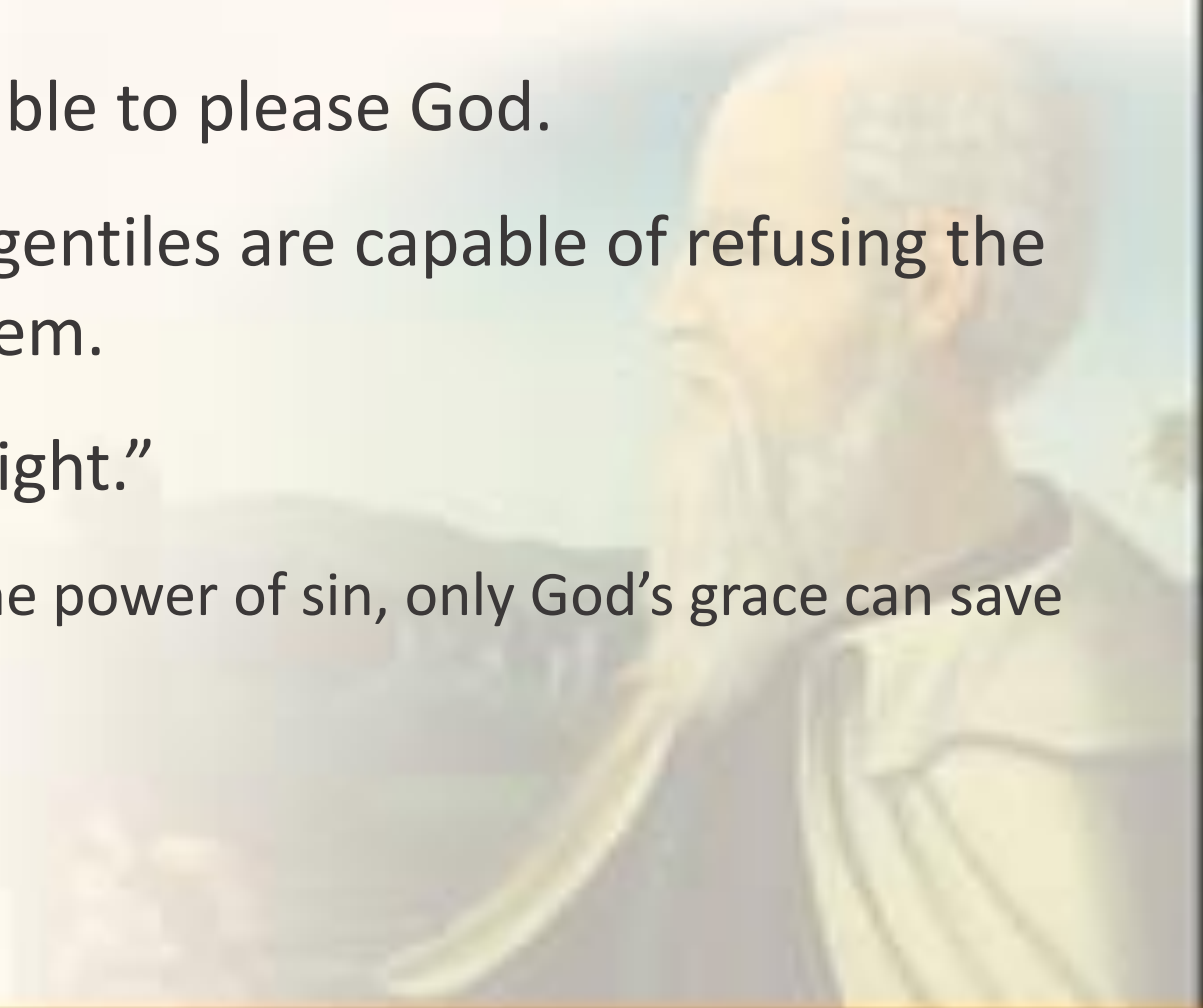 ble to please God.
gentiles are capable of refusing the
em.
ight.”
he power of sin, only God’s grace can save